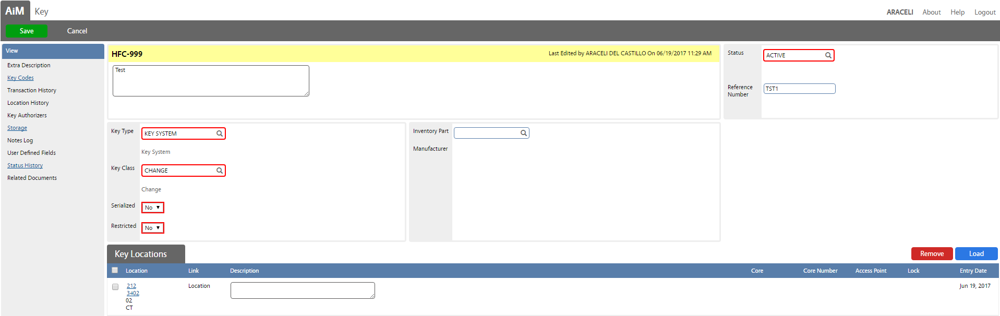 AiM Key
ARACELI About Help Logout
Save Cancel
View
Extra Description
Key Codes
Transaction History
Location History
Key Authorizers
Storage
Notes Log
User Defined Fields
Status History
Related Documents
HFC-999 Last Edited by ARACELI DEL CASTILLO On 06/19/2017 11:29 AM
Test
Status ACTIVE
Reference
Number
TST1
Key Type KEY SYSTEM
Key System
Key Class CHANGE
Change
Serialized No
Restricted No
Inventory Part
Manufacturer
Key Locations
Remove Load
Location Link Description Core Core Number Access Point Lock Entry Date
212 Location Jun 19, 2017
3402
02
CT